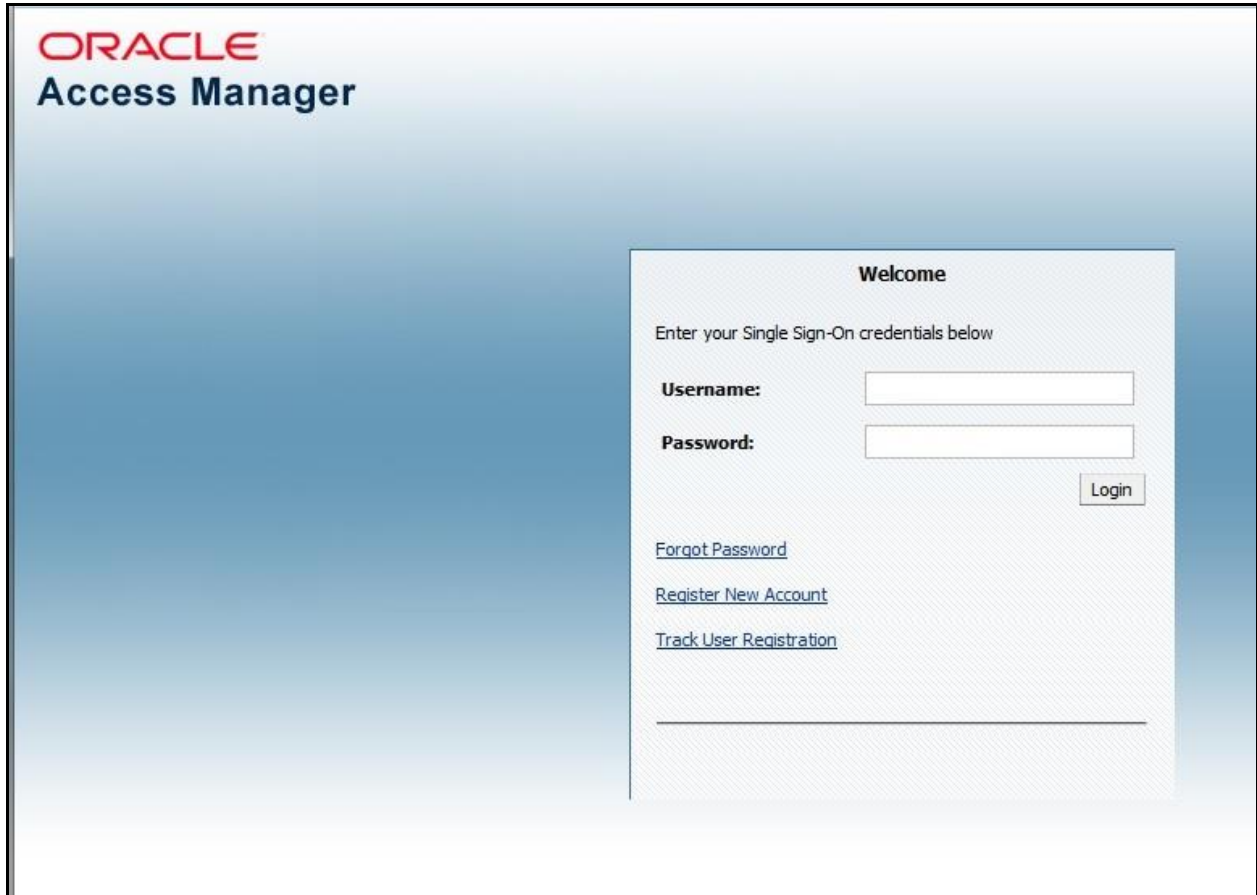 ORACLE
Access Manager
Welcome
Enter your Single Sign-On credentials below
Username:
Password:
Login
Forgot Password
Register New Account
Track User Registration